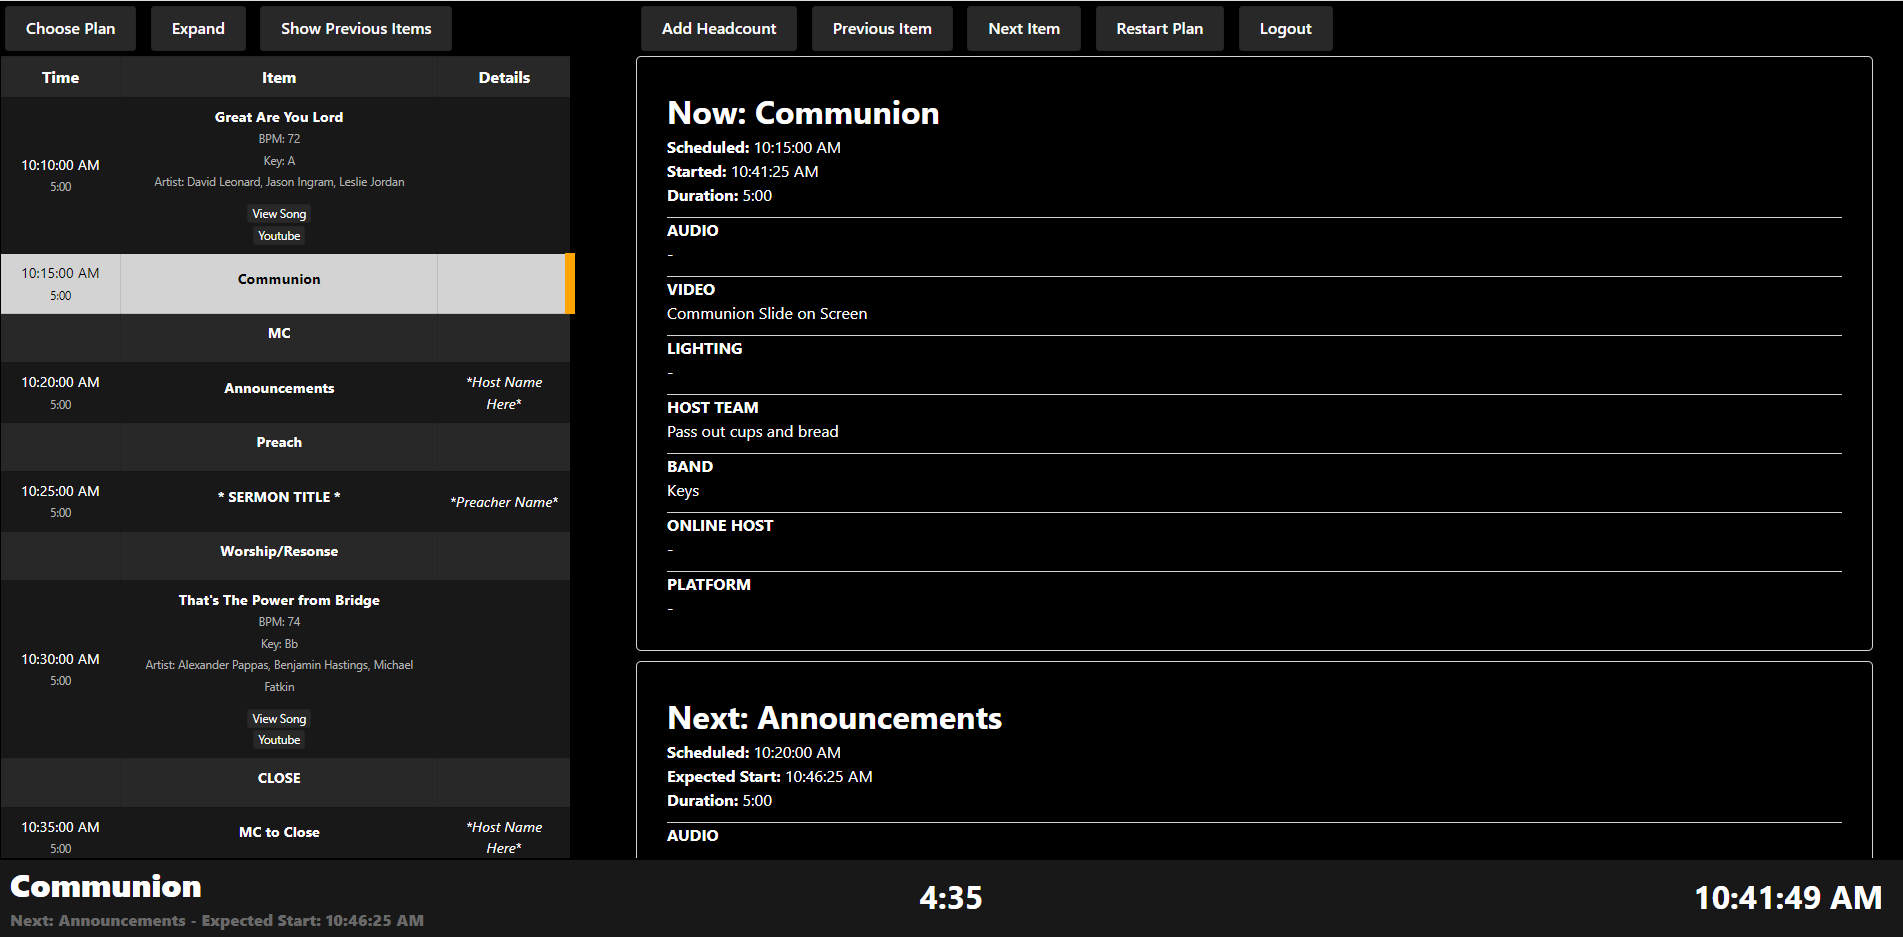 Choose Plan
Expand
Show Previous Items
Add Headcount
Previous Item
Next Item
Restart Plan
Logout
Time
Item
Details
10:10:00 AM
5:00
Great Are You Lord
BPM: 72
Key: A
Artist: David Leonard, Jason Ingram, Leslie Jordan
View Song
Youtube
10:15:00 AM
5:00
Communion
MC
10:20:00 AM
5:00
Announcements
*Host Name
Here*
Preach
10:25:00 AM
5:00
* SERMON TITLE *
*Preacher Name*
Worship/Resonse
10:30:00 AM
5:00
That's The Power from Bridge
BPM: 74
Key: Bb
Artist: Alexander Pappas, Benjamin Hastings, Michael
Fatkin
View Song
Youtube
CLOSE
10:35:00 AM
5:00
MC to Close
*Host Name
Here*
Now: Communion
Scheduled: 10:15:00 AM
Started: 10:41:25 AM
Duration: 5:00
AUDIO
-
VIDEO
Communion Slide on Screen
LIGHTING
-
HOST TEAM
Pass out cups and bread
BAND
Keys
ONLINE HOST
-
PLATFORM
-
Next: Announcements
Scheduled: 10:20:00 AM
Expected Start: 10:46:25 AM
Duration: 5:00
AUDIO
Communion
Next: Announcements - Expected Start: 10:46:25 AM
4:35
10:41:49 AM